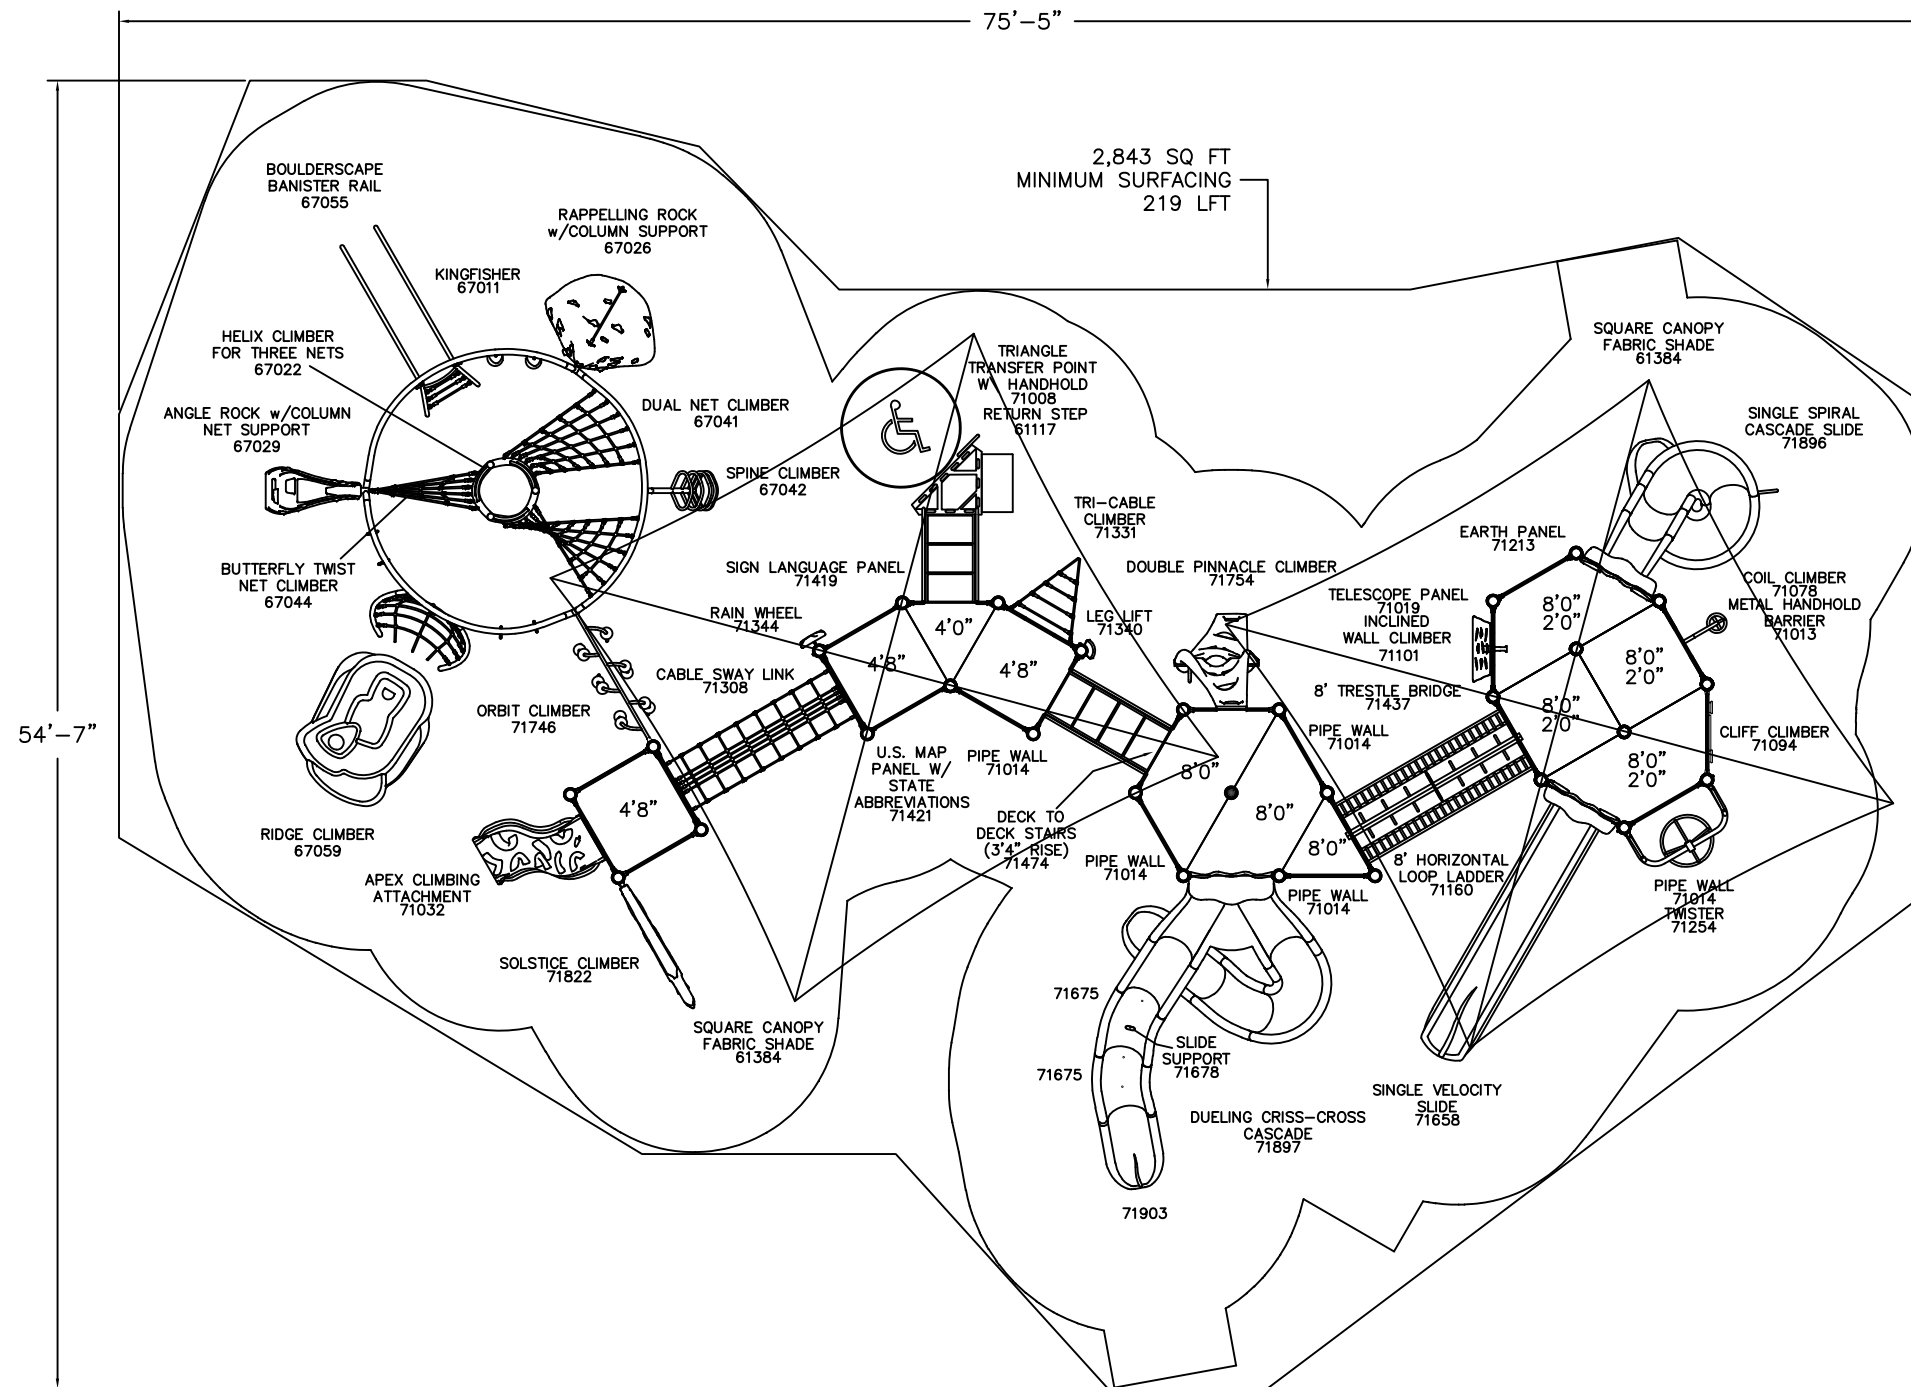 75'-5"
2,843 SQ FT
MINIMUM SURFACING
219 LFT
54'-7"
BOULDERSCAPE
BANISTER RAIL
67055
RAPPELLING ROCK
w/COLUMN SUPPORT
67026
KINGFISHER
67011
HELIX CLIMBER
FOR THREE NETS
67022
ANGLE ROCK w/COLUMN
NET SUPPORT
67029
DUAL NET CLIMBER
67041
SPINE CLIMBER
67042
BUTTERFLY TWIST
NET CLIMBER
67044
TRIANGLE
TRANSFER POINT
W\ HANDHOLD
71008
RETURN STEP
61117
TRI-CABLE
CLIMBER
71331
SIGN LANGUAGE PANEL
71419
RAIN WHEEL
71344
LEG LIFT
71340
CABLE SWAY LINK
71308
ORBIT CLIMBER
71746
RIDGE CLIMBER
67059
APEX CLIMBING
ATTACHMENT
71032
SOLSTICE CLIMBER
71822
SQUARE CANOPY
FABRIC SHADE
61384
4'8"
4'8"
4'0"
4'8"
U.S. MAP
PANEL W/
STATE
ABBREVIATIONS
71421
PIPE WALL
71014
DECK TO
DECK STAIRS
(3'4" RISE)
71474
DOUBLE PINNACLE CLIMBER
71754
8'0"
8'0"
8'0"
PIPE WALL
71014
PIPE WALL
71014
PIPE WALL
71014
71675
71675
SLIDE
SUPPORT
71678
DUELING CRISS-CROSS
CASCADE
71897
71903
TELESCOPE PANEL
71019
INCLINED
WALL CLIMBER
71101
8' TRESTLE BRIDGE
71437
8' HORIZONTAL
LOOP LADDER
71160
SINGLE VELOCITY
SLIDE
71658
SQUARE CANOPY
FABRIC SHADE
61384
SINGLE SPIRAL
CASCADE SLIDE
71896
EARTH PANEL
71213
COIL CLIMBER
71078
METAL HANDHOLD
BARRIER
71013
8'0"
2'0"
8'0"
2'0"
8'0"
2'0"
8'0"
2'0"
CLIFF CLIMBER
71094
PIPE WALL
71014
TWISTER
71254